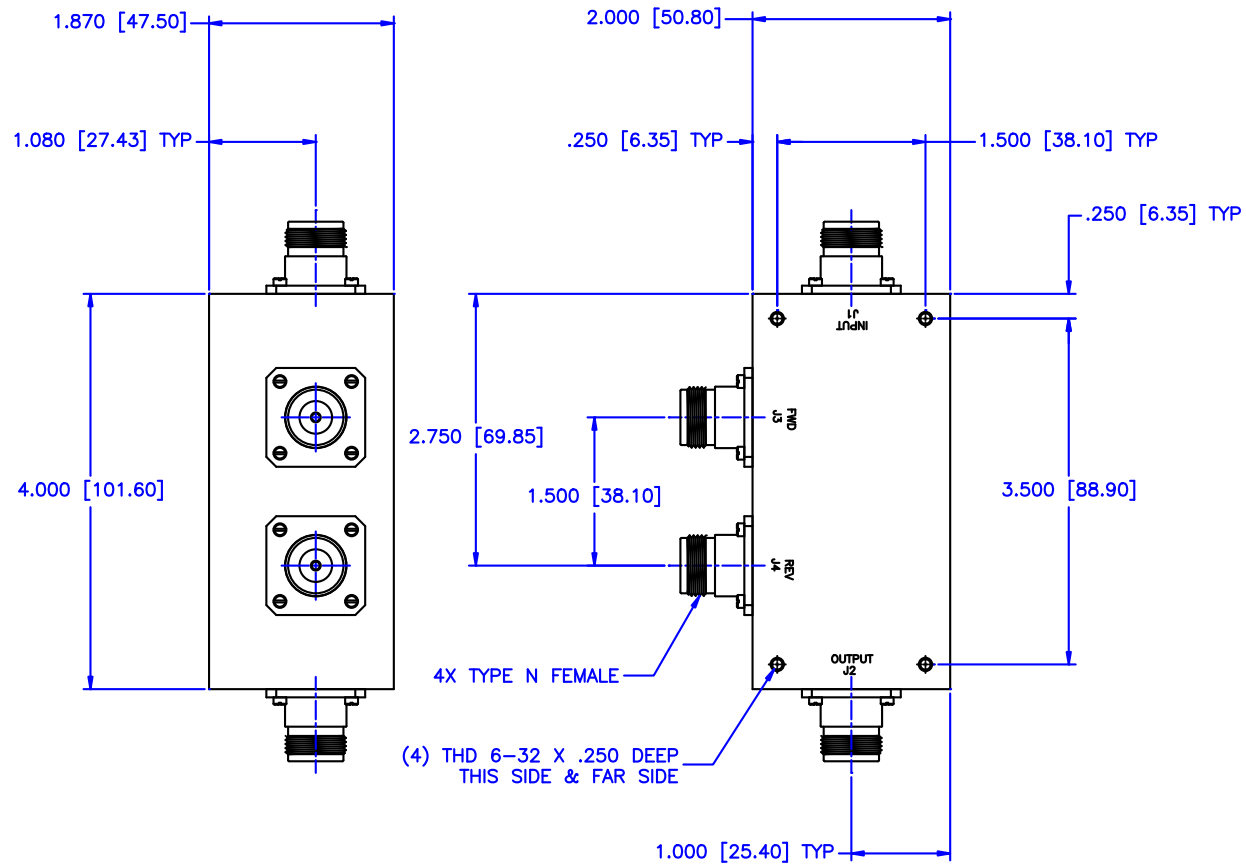 1.870 [47.50]
2.000 [50.80]
1.080 [27.43] TYP
.250 [6.35] TYP
1.500 [38.10] TYP
.250 [6.35] TYP
INPUT
J1
FWD
J3
2.750 [69.85]
4.000 [101.60]
1.500 [38.10]
3.500 [88.90]
REV
J4
4X TYPE N FEMALE
OUTPUT
J2
(4) THD 6-32 X .250 DEEP
THIS SIDE & FAR SIDE
1.000 [25.40] TYP